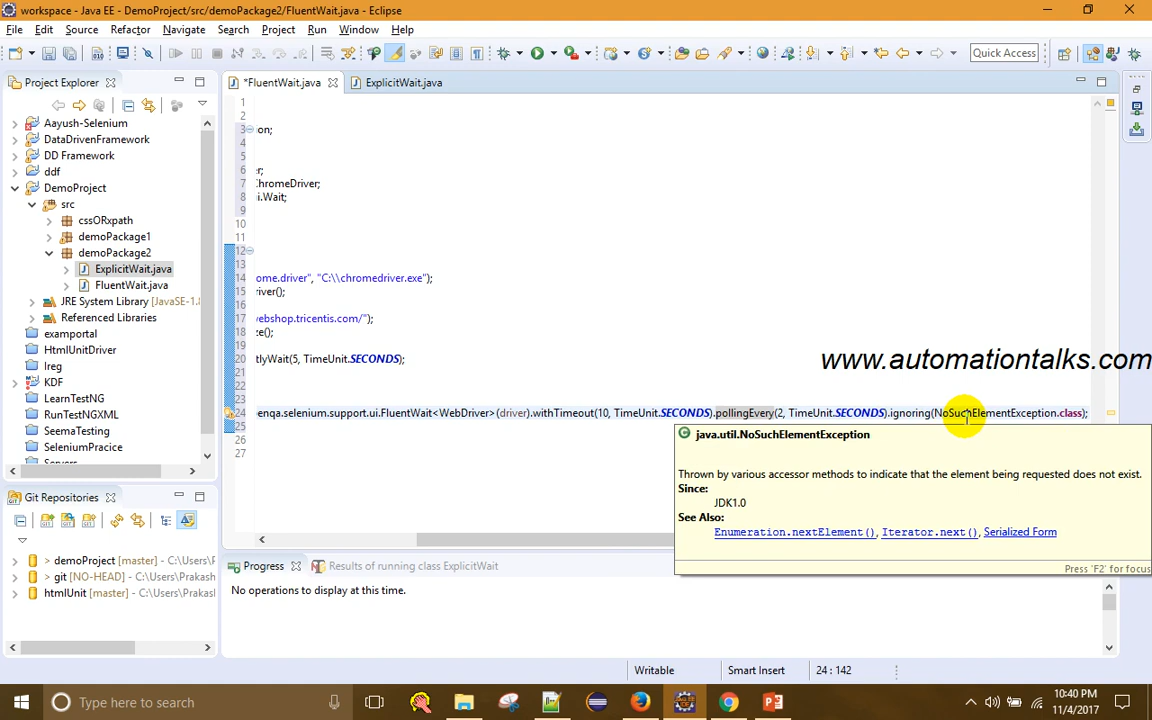 workspace - Java EE - DemoProject/src/demoPackage2/FluentWait.java - Eclipse
File Edit Source Refactor Navigate Search Project Run Window Help
Quick Access
Project Explorer
Aayush-Selenium
DataDrivenFramework
DD Framework
ddf
DemoProject
src
cssORxpath
demoPackage1
demoPackage2
ExplicitWait.java
FluentWait.java
JRE System Library [JavaSE-1.8
Referenced Libraries
examportal
HtmlUnitDriver
Ireg
KDF
LearnTestNG
RunTestNGXML
SeemaTesting
SeleniumPracice
Git Repositories
> demoProject [master] - C:\Users\P
> git [NO-HEAD] - C:\Users\Prakash
htmlUnit [master] - C:\Users\Prakas
*FluentWait.java
ExplicitWait.java
1
2
3 ion;
4
5
6 er;
7 ChromeDriver;
8 ui.Wait;
9
10
11
12
13
14 ome.driver", "C:\\chromedriver.exe");
15 river();
16
17 webshop.tricentis.com/");
18 ze();
19
20 tlyWait(5, TimeUnit.SECONDS);
21
22
23
24 enqa.selenium.support.ui.FluentWait<WebDriver>(driver).withTimeout(10, TimeUnit.SECONDS).pollingEvery(2, TimeUnit.SECONDS).ignoring(NoSuchElementException.class);
25
26
27
www.automationtalks.com
java.util.NoSuchElementException
Thrown by various accessor methods to indicate that the element being requested does not exist.
Since:
JDK1.0
See Also:
Enumeration.nextElement(), Iterator.next(), Serialized Form
Press 'F2' for focus
Progress
Results of running class ExplicitWait
No operations to display at this time.
Writable
Smart Insert
24 : 142
Type here to search
10:40 PM
11/4/2017